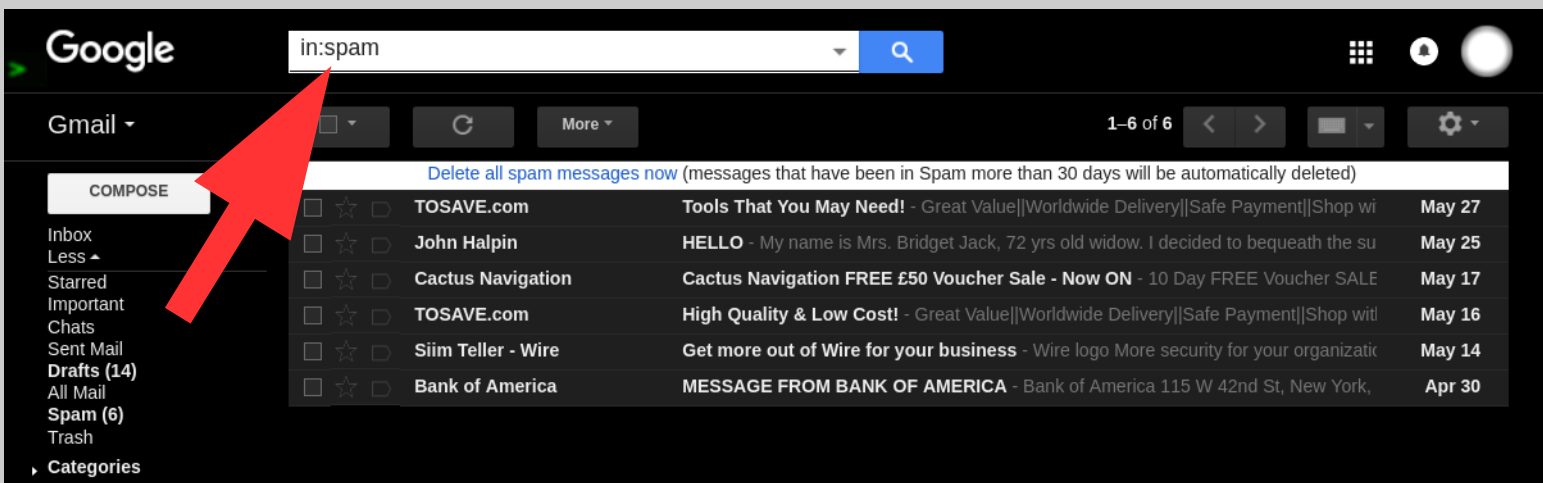 Google
in:spam
Gmail
More
1–6 of 6
Delete all spam messages now (messages that have been in Spam more than 30 days will be automatically deleted)
COMPOSE
Inbox
Less
Starred
Important
Chats
Sent Mail
Drafts (14)
All Mail
Spam (6)
Trash
Categories
TOSAVE.com Tools That You May Need! - Great Value||Worldwide Delivery||Safe Payment||Shop wi May 27
John Halpin HELLO - My name is Mrs. Bridget Jack, 72 yrs old widow. I decided to bequeath the su May 25
Cactus Navigation Cactus Navigation FREE £50 Voucher Sale - Now ON - 10 Day FREE Voucher SALE May 17
TOSAVE.com High Quality & Low Cost! - Great Value||Worldwide Delivery||Safe Payment||Shop wit May 16
Siim Teller - Wire Get more out of Wire for your business - Wire logo More security for your organizatic May 14
Bank of America MESSAGE FROM BANK OF AMERICA - Bank of America 115 W 42nd St, New York, Apr 30